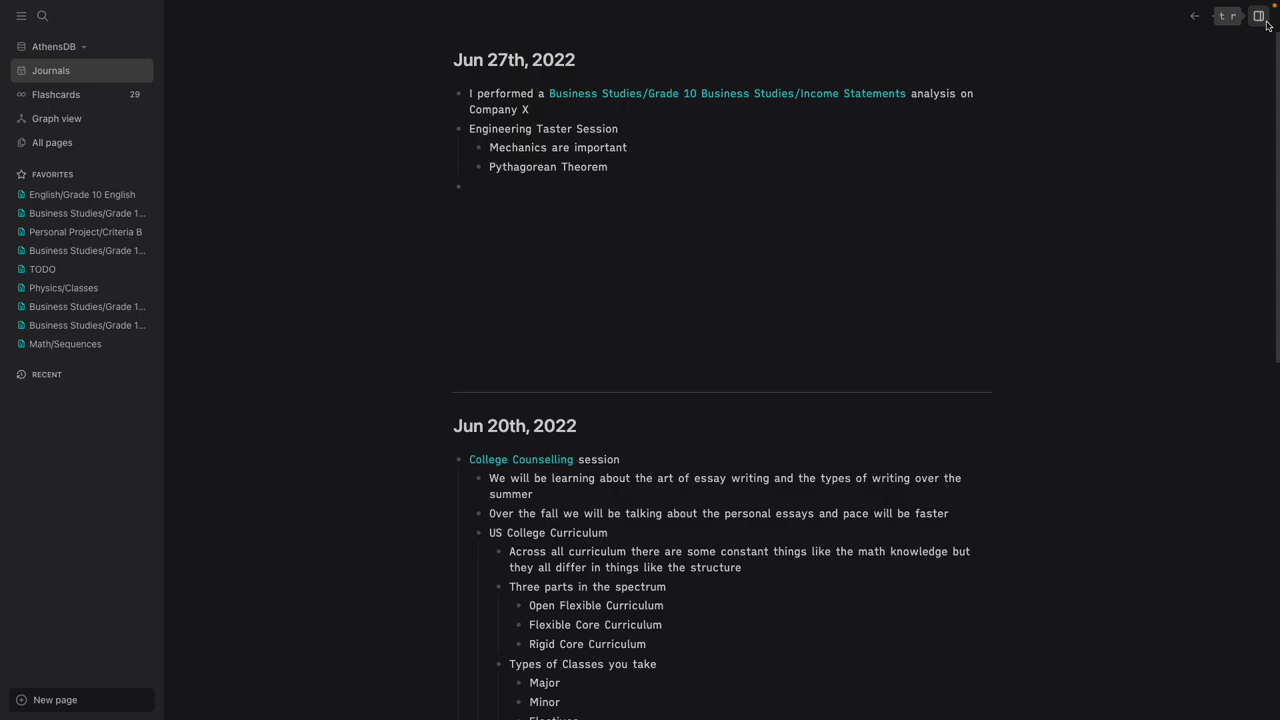 t r
AthensDB
Journals
Flashcards 29
Graph view
All pages
FAVORITES
English/Grade 10 English
Business Studies/Grade 1...
Personal Project/Criteria B
Business Studies/Grade 1...
TODO
Physics/Classes
Business Studies/Grade 1...
Business Studies/Grade 1...
Math/Sequences
RECENT
New page
Jun 27th, 2022
I performed a Business Studies/Grade 10 Business Studies/Income Statements analysis on
Company X
Engineering Taster Session
Mechanics are important
Pythagorean Theorem
Jun 20th, 2022
College Counselling session
We will be learning about the art of essay writing and the types of writing over the
summer
Over the fall we will be talking about the personal essays and pace will be faster
US College Curriculum
Across all curriculum there are some constant things like the math knowledge but
they all differ in things like the structure
Three parts in the spectrum
Open Flexible Curriculum
Flexible Core Curriculum
Rigid Core Curriculum
Types of Classes you take
Major
Minor
Electives